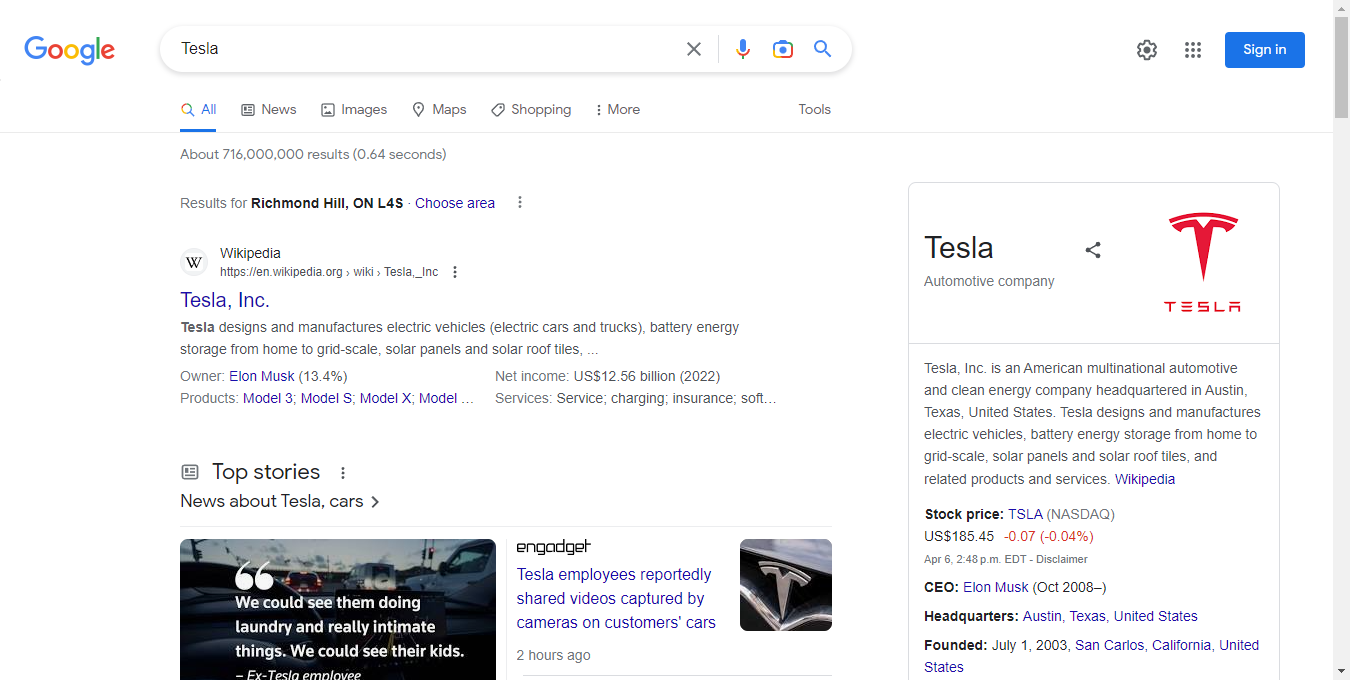 Google
Tesla
Sign in
All
News
Images
Maps
Shopping
More
Tools
About 716,000,000 results (0.64 seconds)
Results for Richmond Hill, ON L4S · Choose area
W
Wikipedia
https://en.wikipedia.org › wiki › Tesla,_Inc
Tesla, Inc.
Tesla designs and manufactures electric vehicles (electric cars and trucks), battery energy
storage from home to grid-scale, solar panels and solar roof tiles, ...
Owner: Elon Musk (13.4%)
Net income: US$12.56 billion (2022)
Products: Model 3; Model S; Model X; Model ...
Services: Service; charging; insurance; soft...
Top stories
News about Tesla, cars
“
We could see them doing
laundry and really intimate
things. We could see their kids.
– Ex-Tesla employee
engadget
Tesla employees reportedly
shared videos captured by
cameras on customers' cars
2 hours ago
Tesla
Automotive company
TESLA
Tesla, Inc. is an American multinational automotive
and clean energy company headquartered in Austin,
Texas, United States. Tesla designs and manufactures
electric vehicles, battery energy storage from home to
grid-scale, solar panels and solar roof tiles, and
related products and services. Wikipedia
Stock price: TSLA (NASDAQ)
US$185.45 -0.07 (-0.04%)
Apr 6, 2:48 p.m. EDT - Disclaimer
CEO: Elon Musk (Oct 2008–)
Headquarters: Austin, Texas, United States
Founded: July 1, 2003, San Carlos, California, United
States